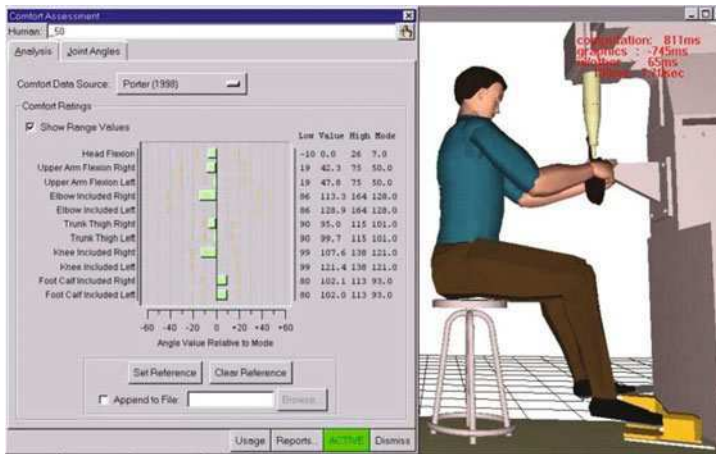 Comfort Assessment
Human: _50
Analysis Joint Angles
Comfort Data Source: Porter (1998)
Comfort Ratings
Show Range Values
Low Value High Mode
Head Flexion -10 0.0 26 7.0
Upper Arm Flexion Right 19 42.3 75 50.0
Upper Arm Flexion Left 19 47.8 75 50.0
Elbow Included Right 86 113.3 164 128.0
Elbow Included Left 86 128.9 164 128.0
Trunk Thigh Right 90 95.0 115 101.0
Trunk Thigh Left 90 99.7 115 101.0
Knee Included Right 99 107.6 138 121.0
Knee Included Left 99 121.4 138 121.0
Foot Calf Included Right 80 102.1 113 93.0
Foot Calf Included Left 80 102.0 113 93.0
-60 -40 -20 0 +20 +40 +60
Angle Value Relative to Mode
Set Reference Clear Reference
Append to File: Browse...
Usage Reports... ACTIVE Dismiss
computation: 811ms
graphics : -745ms
65ms